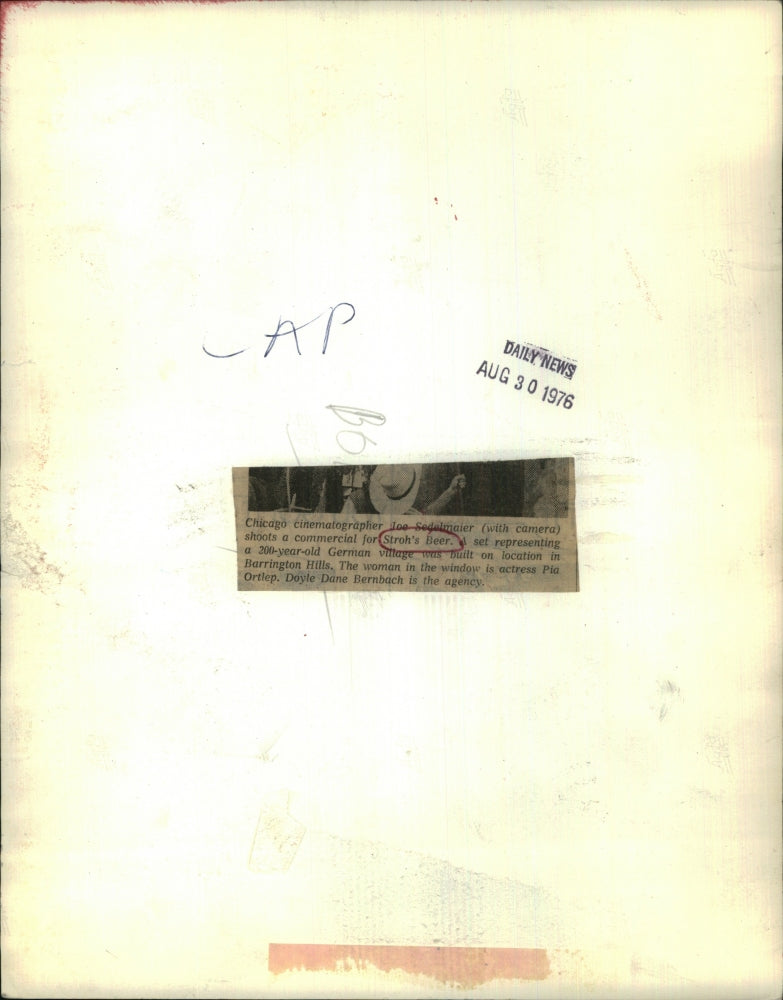 AP
DAILY NEWS
AUG 30 1976
B6
Chicago cinematographer Joe Sedelmaier (with camera)
shoots a commercial for Stroh's Beer. A set representing
a 200-year-old German village was built on location in
Barrington Hills. The woman in the window is actress Pia
Ortlep. Doyle Dane Bernbach is the agency.